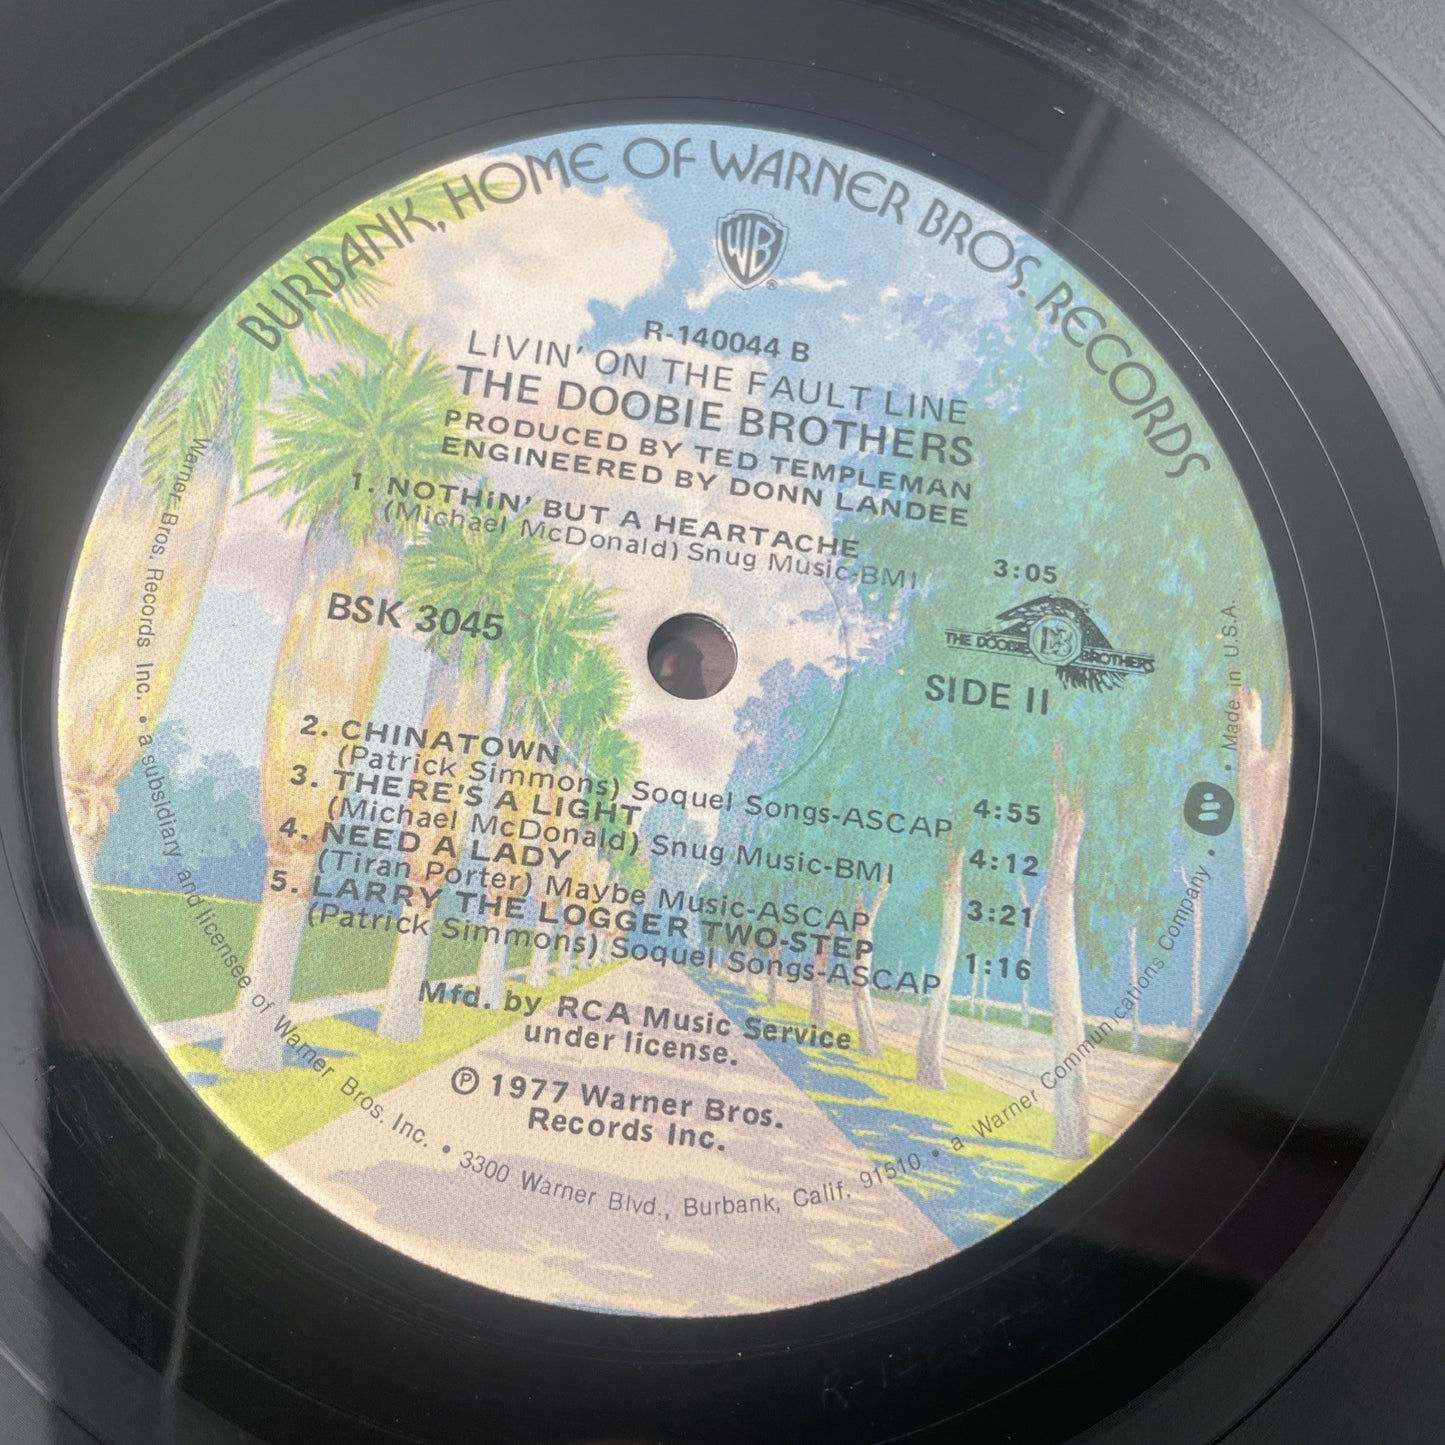 BURBANK, HOME OF WARNER BROS. RECORDS
WB
®
R-140044 B
LIVIN' ON THE FAULT LINE
THE DOOBIE BROTHERS
PRODUCED BY TED TEMPLEMAN
ENGINEERED BY DONN LANDEE
1. NOTHiN' BUT A HEARTACHE
(Michael McDonald) Snug Music-BMI 3:05
BSK 3045
THE DOOBIE BROTHERS
SIDE II
2. CHINATOWN
(Patrick Simmons) Soquel Songs-ASCAP 4:55
3. THERE'S A LIGHT
(Michael McDonald) Snug Music-BMI 4:12
4. NEED A LADY
(Tiran Porter) Maybe Music-ASCAP 3:21
5. LARRY THE LOGGER TWO-STEP
(Patrick Simmons) Soquel Songs-ASCAP 1:16
Mfd. by RCA Music Service
under license.
℗ 1977 Warner Bros.
Records Inc.
Warner Bros. Records Inc. • a subsidiary and licensee of Warner Bros. Inc. • 3300 Warner Blvd., Burbank, Calif. 91510 • a Warner Communications Company • • Made in U.S.A.